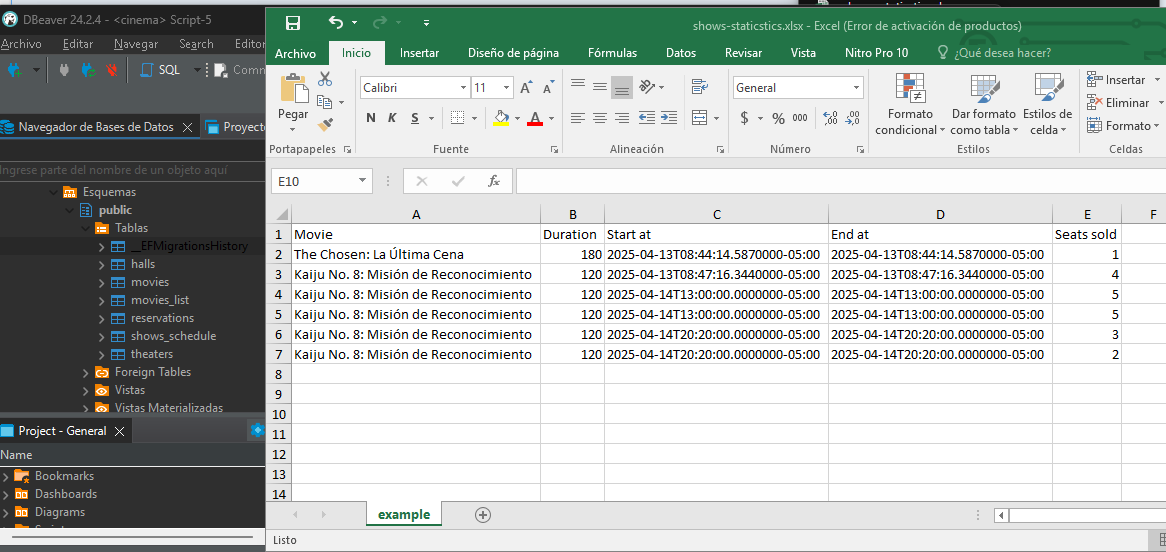 DBeaver 24.2.4 - <cinema> Script-5
Archivo Editar Navegar Search Editor
SQL Comm
Navegador de Bases de Datos Proyecto
Ingrese parte del nombre de un objeto aquí
Esquemas
public
Tablas
__EFMigrationsHistory
halls
movies
movies_list
reservations
shows_schedule
theaters
Foreign Tables
Vistas
Vistas Materializadas
Project - General
Name
Bookmarks
Dashboards
Diagrams
shows-staticstics.xlsx - Excel (Error de activación de productos)
Archivo Inicio Insertar Diseño de página Fórmulas Datos Revisar Vista Nitro Pro 10 ¿Qué desea hacer?
Pegar
Portapapeles
Calibri 11
N K S
Fuente
Alineación
General
$ % 000
Número
Formato condicional
Dar formato como tabla
Estilos de celda
Estilos
Insertar
Eliminar
Formato
Celdas
E10 fx
A B C D E F
1 Movie Duration Start at End at Seats sold
2 The Chosen: La Última Cena 180 2025-04-13T08:44:14.5870000-05:00 2025-04-13T08:44:14.5870000-05:00 1
3 Kaiju No. 8: Misión de Reconocimiento 120 2025-04-13T08:47:16.3440000-05:00 2025-04-13T08:47:16.3440000-05:00 4
4 Kaiju No. 8: Misión de Reconocimiento 120 2025-04-14T13:00:00.0000000-05:00 2025-04-14T13:00:00.0000000-05:00 5
5 Kaiju No. 8: Misión de Reconocimiento 120 2025-04-14T13:00:00.0000000-05:00 2025-04-14T13:00:00.0000000-05:00 5
6 Kaiju No. 8: Misión de Reconocimiento 120 2025-04-14T20:20:00.0000000-05:00 2025-04-14T20:20:00.0000000-05:00 3
7 Kaiju No. 8: Misión de Reconocimiento 120 2025-04-14T20:20:00.0000000-05:00 2025-04-14T20:20:00.0000000-05:00 2
8
9
10
11
12
13
14
example
Listo